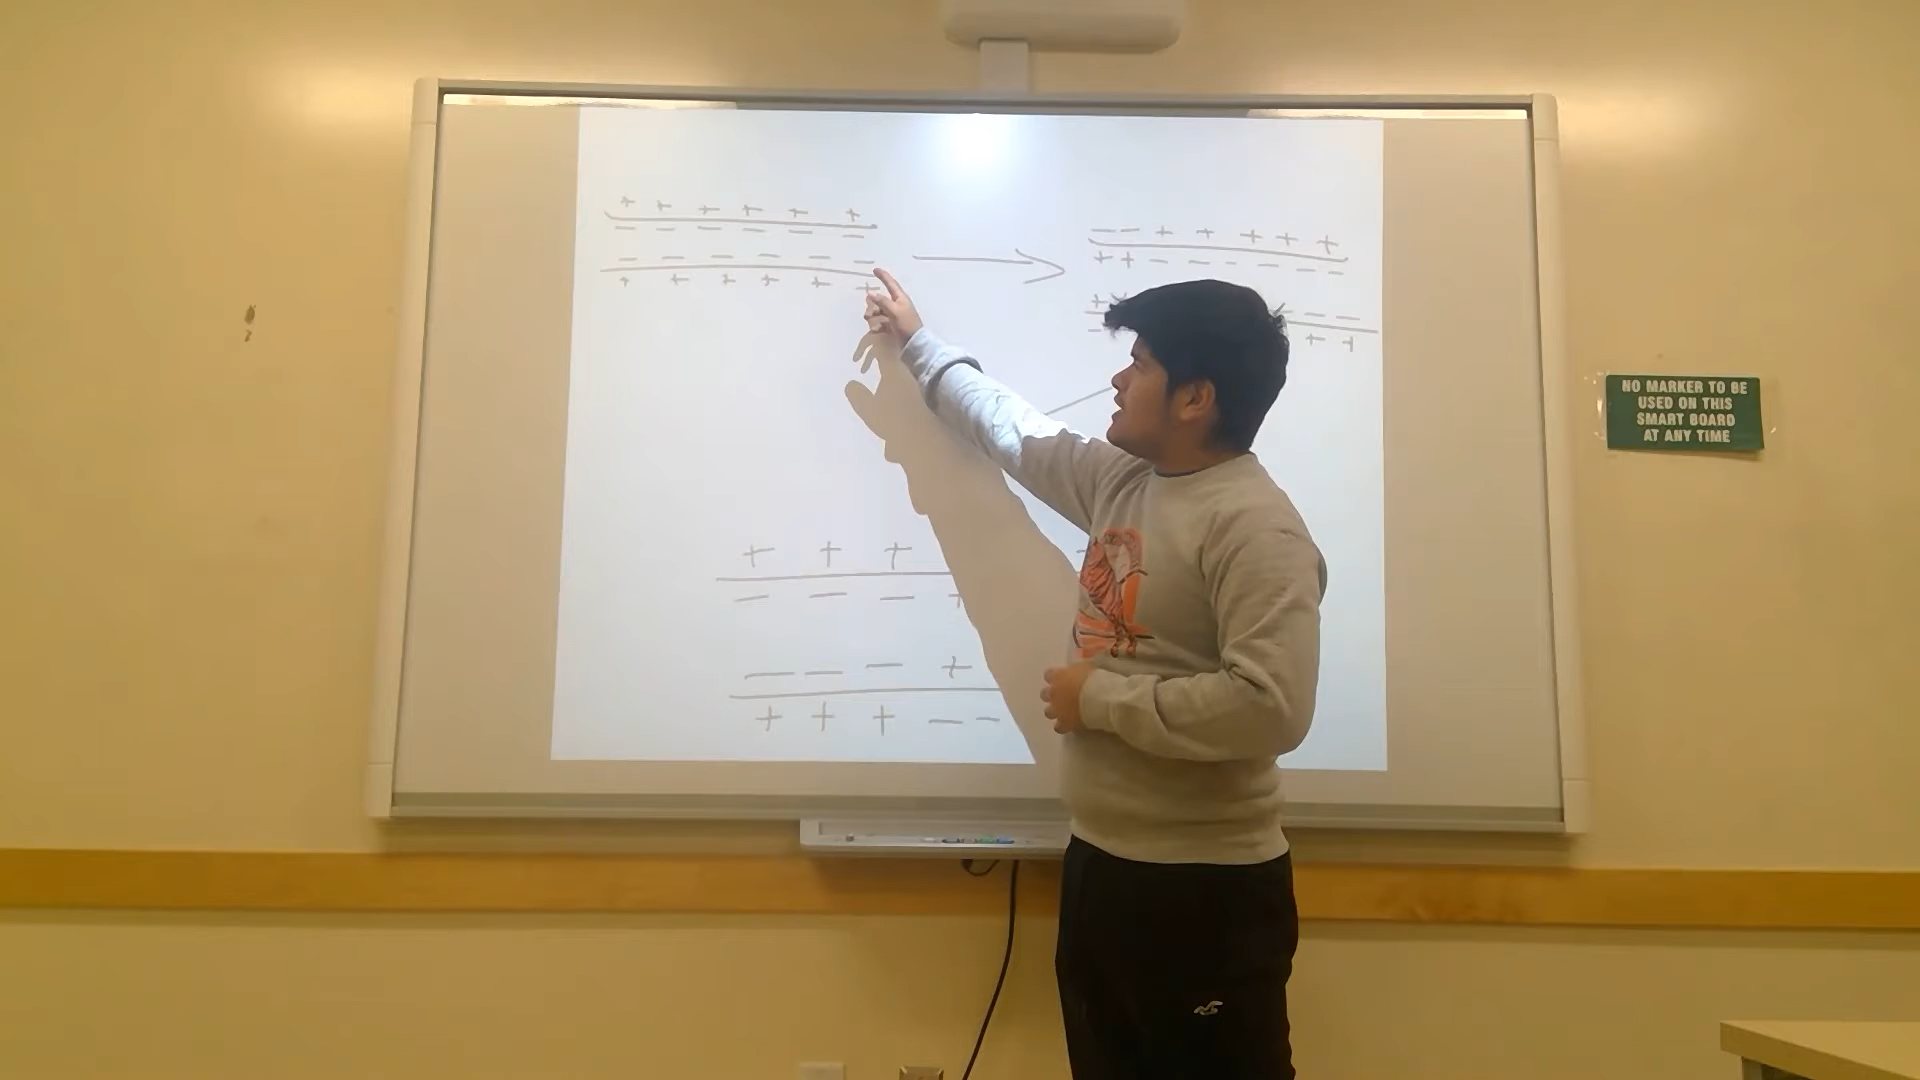 + + + + + +
— — — — — —
— — — — — —
+ + + + + +
— — + + + + +
+ + — — — — — —
+
— —
—
+ +
+ + +
— — — +
— — — +
+ + + — —
NO MARKER TO BE
USED ON THIS
SMART BOARD
AT ANY TIME